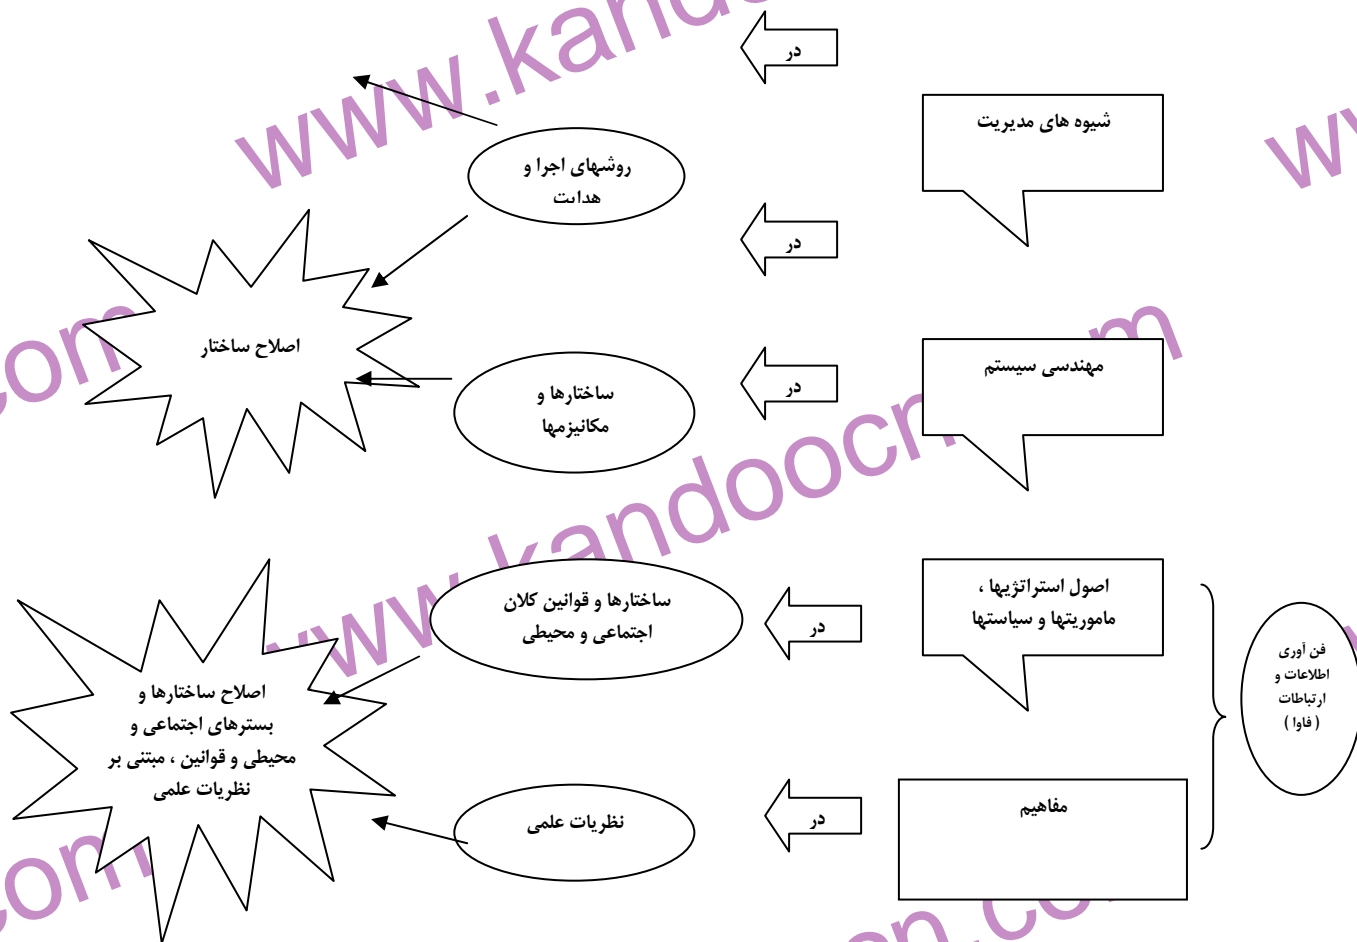 www.kandoocn.com
در
شیوه های مدیریت
روشهای اجرا و
هدایت
در
اصلاح ساختار
مهندسی سیستم
در
ساختارها و
مکانیزمها
www.kandoocn.com
اصول استراتژیها ،
ماموریتها و سیاستها
در
ساختارها و قوانین کلان
اجتماعی و محیطی
فن آوری
اطلاعات و
ارتباطات
( فاوا )
اصلاح ساختارها و
بسترهای اجتماعی و
محیطی و قوانین ، مبتنی بر
نظریات علمی
مفاهیم
در
نظریات علمی